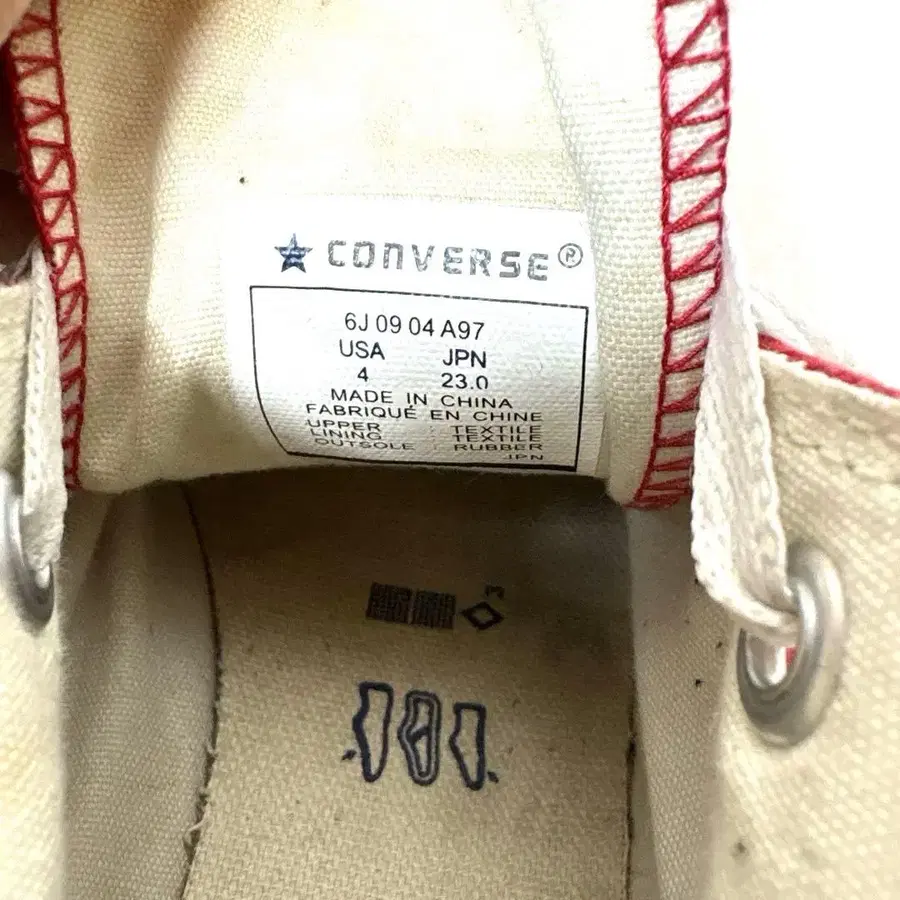 CONVERSE®
6J 09 04 A97
USA JPN
4 23.0
MADE IN CHINA
FABRIQUÉ EN CHINE
UPPER : TEXTILE
LINING : TEXTILE
OUTSOLE : RUBBER
JPN